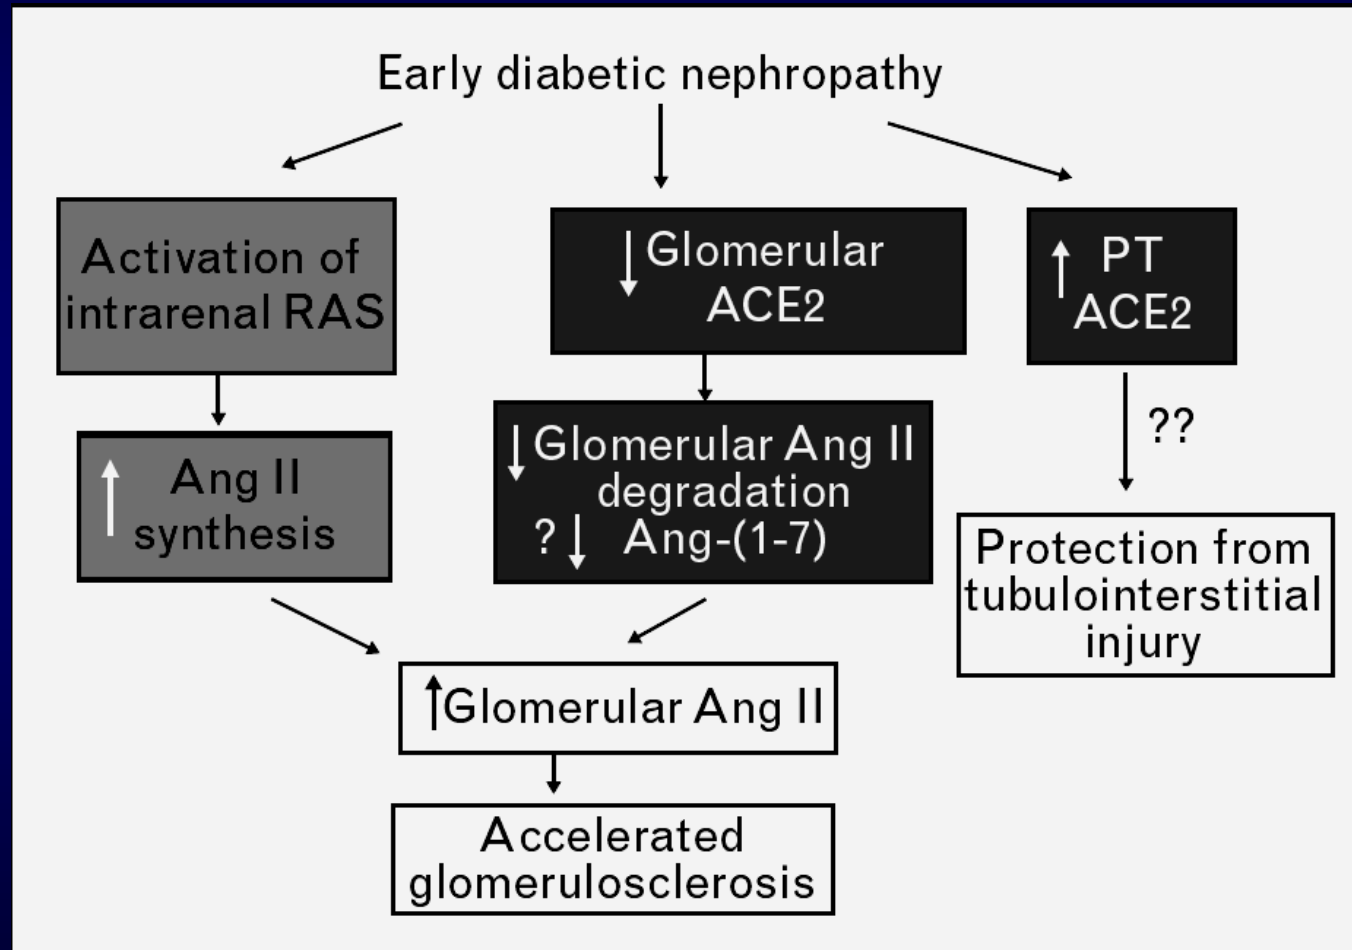 Early diabetic nephropathy
Activation of
intrarenal RAS
↓ Glomerular
ACE2
↑ PT
ACE2
↑ Ang II
synthesis
↓ Glomerular Ang II
degradation
? ↓ Ang-(1-7)
??
Protection from
tubulointerstitial
injury
↑ Glomerular Ang II
Accelerated
glomerulosclerosis